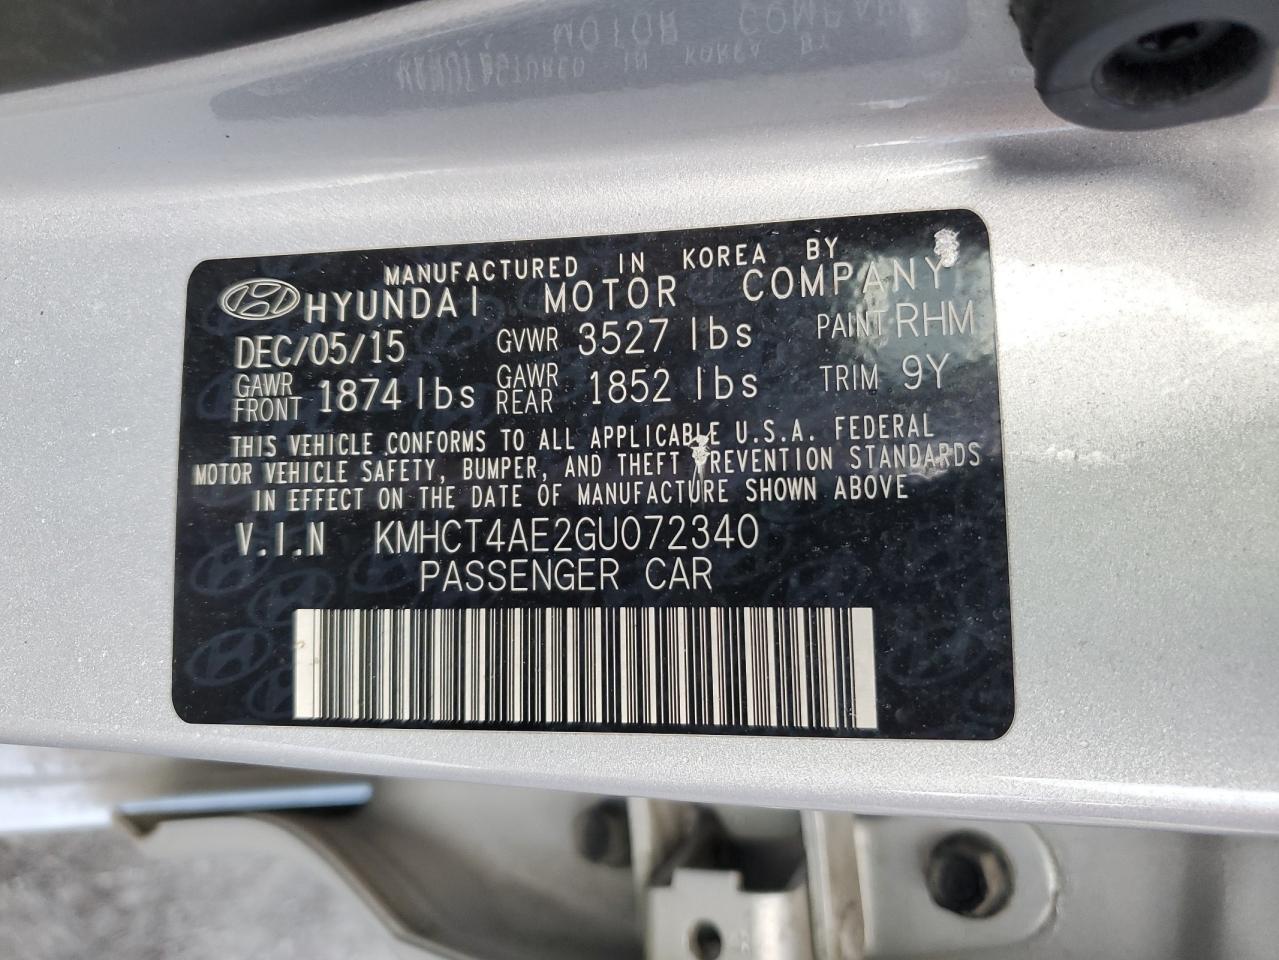 MANUFACTURED IN KOREA BY
HYUNDAI MOTOR COMPANY
DEC/05/15 GVWR 3527 lbs PAINT RHM
GAWR FRONT 1874 lbs GAWR REAR 1852 lbs TRIM 9Y
THIS VEHICLE CONFORMS TO ALL APPLICABLE U.S.A. FEDERAL
MOTOR VEHICLE SAFETY, BUMPER, AND THEFT PREVENTION STANDARDS
IN EFFECT ON THE DATE OF MANUFACTURE SHOWN ABOVE
V.I.N KMHCT4AE2GU072340
PASSENGER CAR